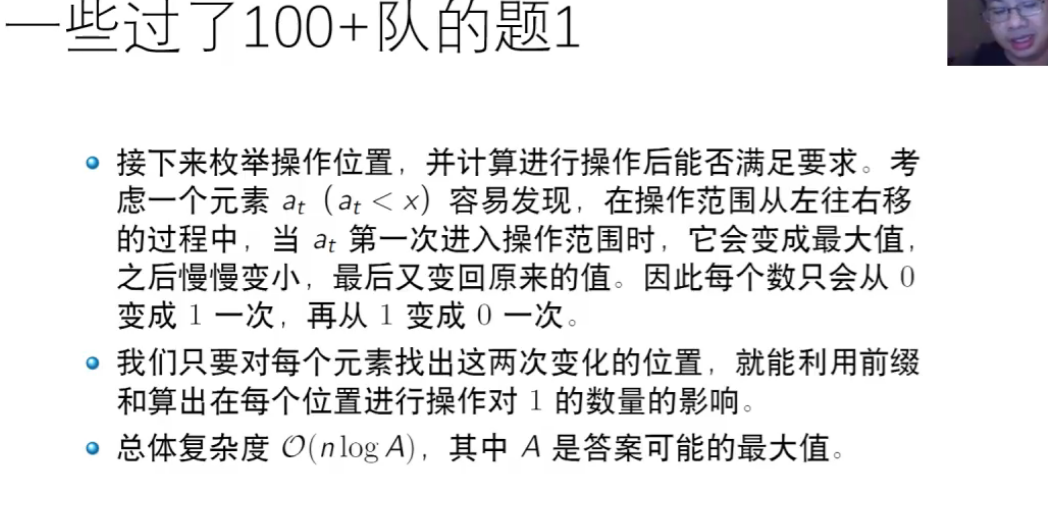 一些过了100+队的题1
接下来枚举操作位置，并计算进行操作后能否满足要求。考
虑一个元素 aₜ（aₜ < x）容易发现，在操作范围从左往右移
的过程中，当 aₜ 第一次进入操作范围时，它会变成最大值，
之后慢慢变小，最后又变回原来的值。因此每个数只会从 0
变成 1 一次，再从 1 变成 0 一次。
我们只要对每个元素找出这两次变化的位置，就能利用前缀
和算出在每个位置进行操作对 1 的数量的影响。
总体复杂度 O(n log A)，其中 A 是答案可能的最大值。